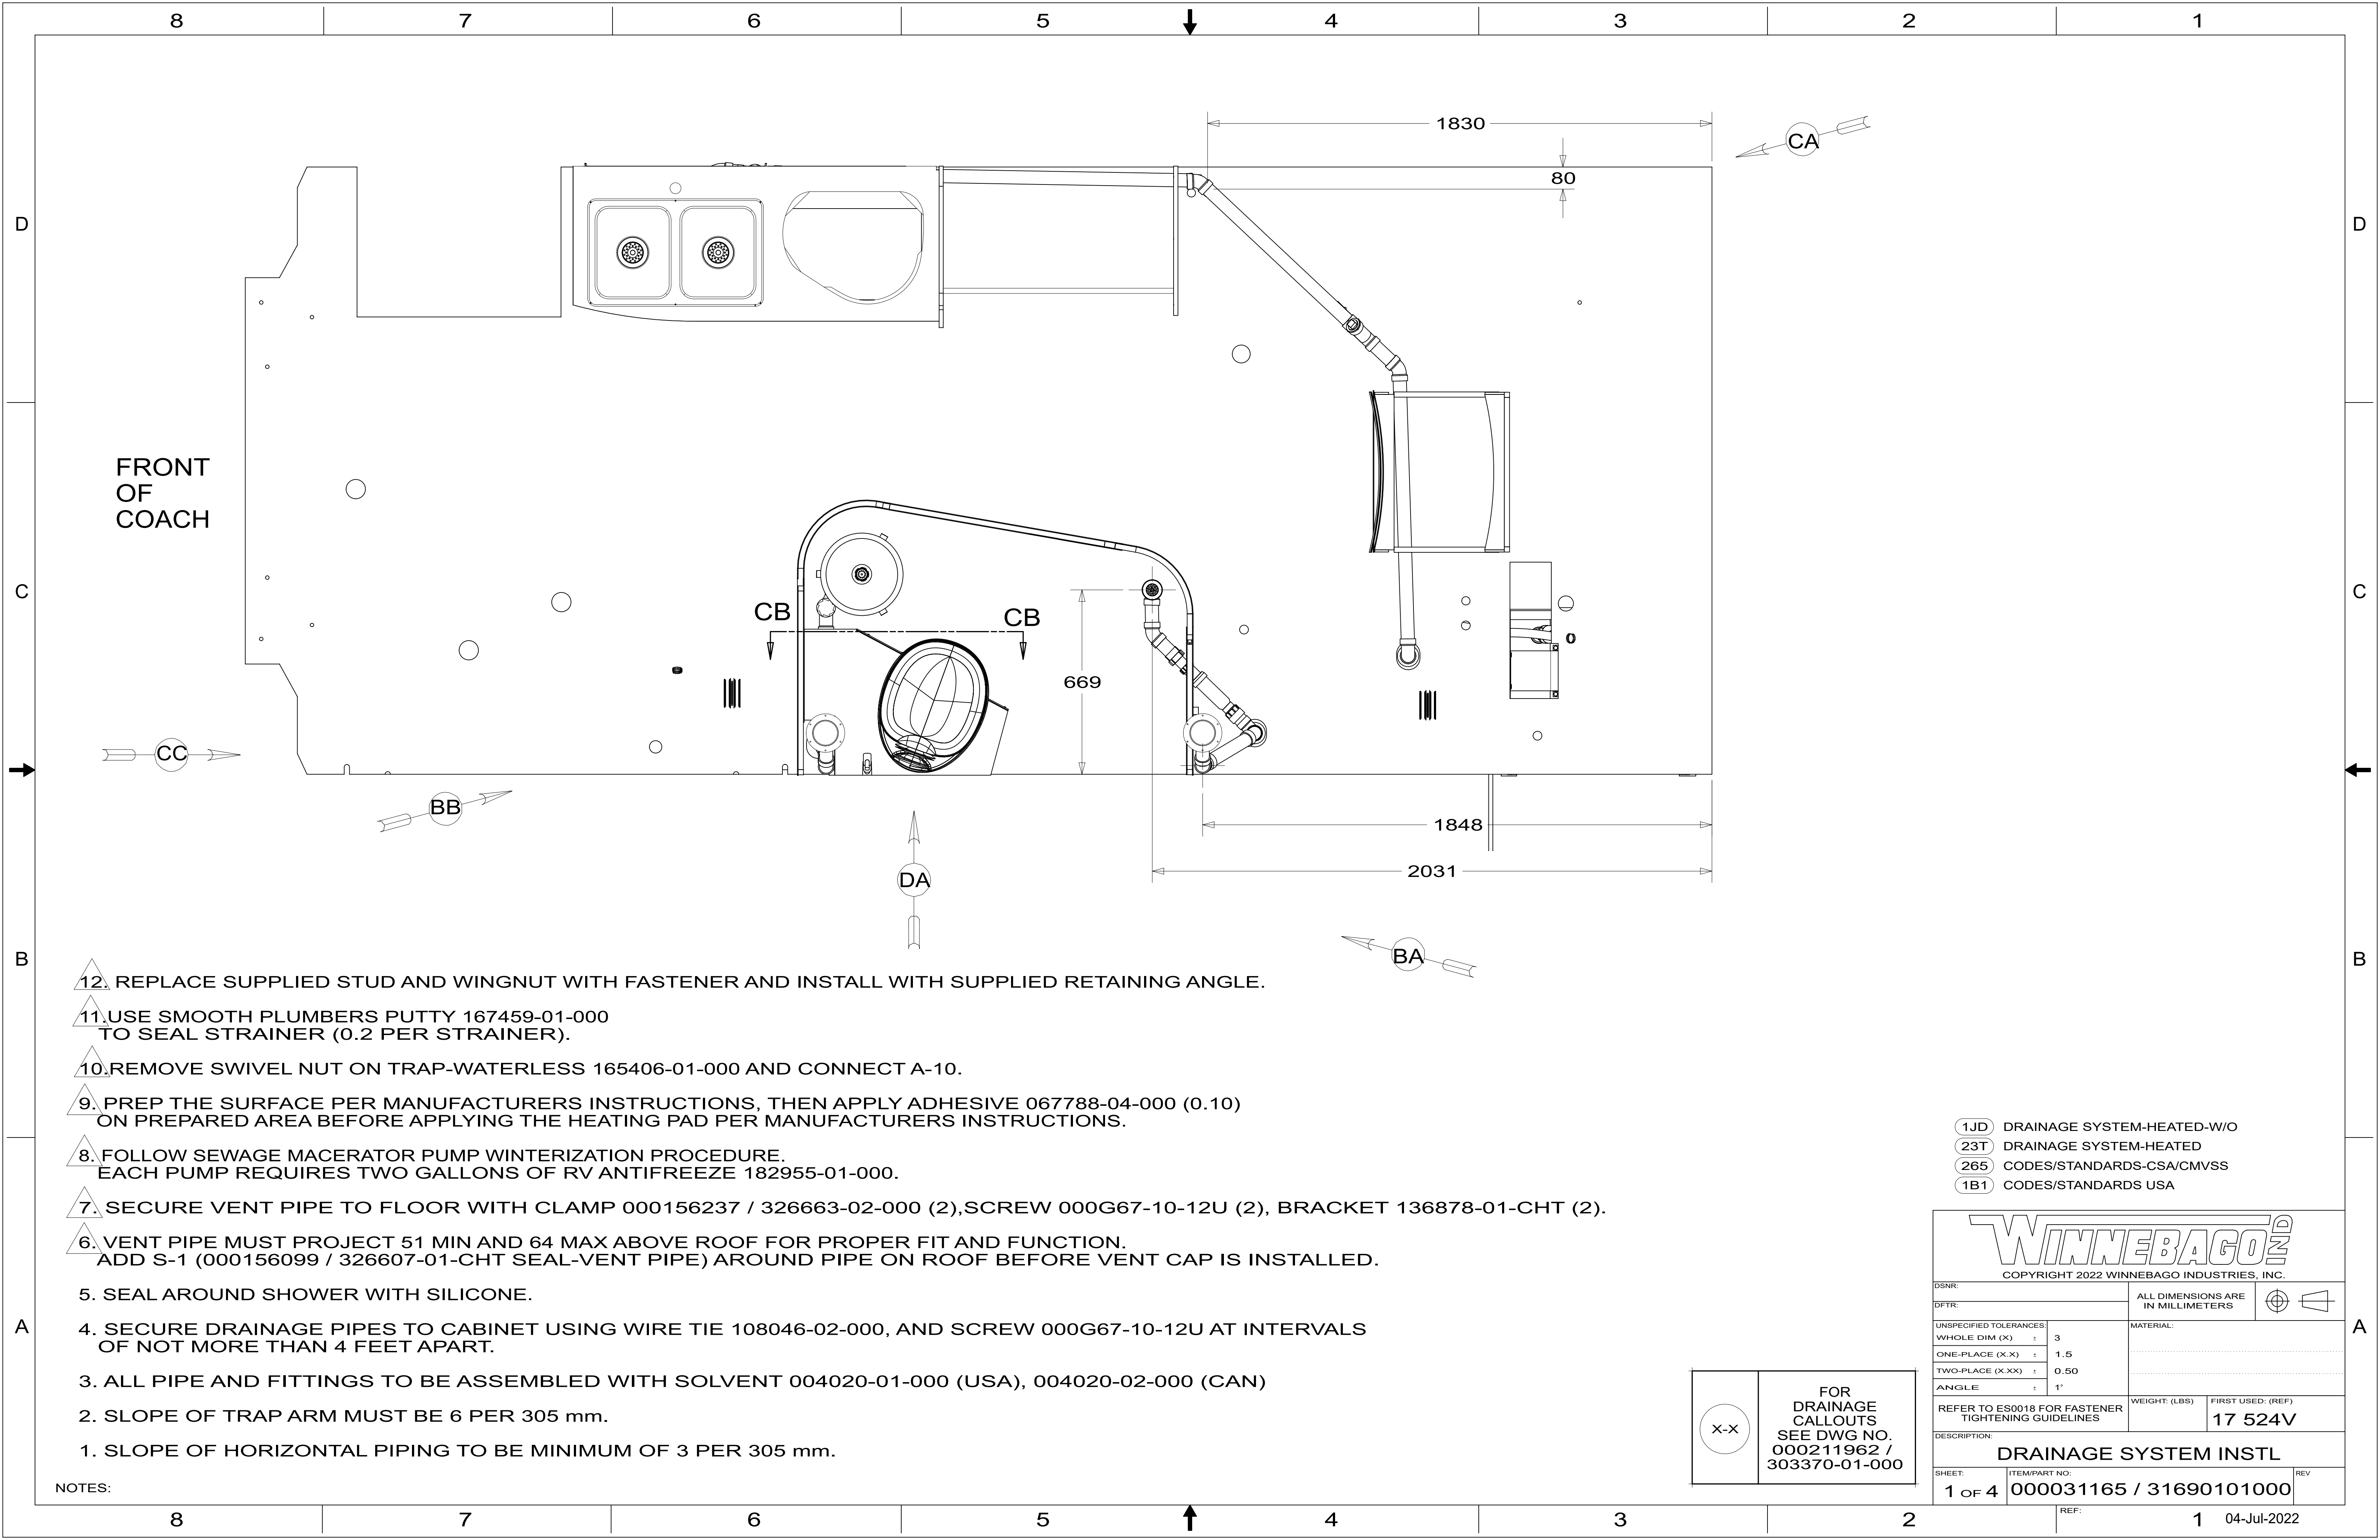 8 7 6 5 4 3 2 1
1830
CA
80
D D
FRONT
OF
COACH
C C
CB CB
669
CC
BB
1848
2031
DA
BA
B B
12. REPLACE SUPPLIED STUD AND WINGNUT WITH FASTENER AND INSTALL WITH SUPPLIED RETAINING ANGLE.
11. USE SMOOTH PLUMBERS PUTTY 167459-01-000
TO SEAL STRAINER (0.2 PER STRAINER).
10. REMOVE SWIVEL NUT ON TRAP-WATERLESS 165406-01-000 AND CONNECT A-10.
9. PREP THE SURFACE PER MANUFACTURERS INSTRUCTIONS, THEN APPLY ADHESIVE 067788-04-000 (0.10)
ON PREPARED AREA BEFORE APPLYING THE HEATING PAD PER MANUFACTURERS INSTRUCTIONS.
8. FOLLOW SEWAGE MACERATOR PUMP WINTERIZATION PROCEDURE.
EACH PUMP REQUIRES TWO GALLONS OF RV ANTIFREEZE 182955-01-000.
7. SECURE VENT PIPE TO FLOOR WITH CLAMP 000156237 / 326663-02-000 (2),SCREW 000G67-10-12U (2), BRACKET 136878-01-CHT (2).
6. VENT PIPE MUST PROJECT 51 MIN AND 64 MAX ABOVE ROOF FOR PROPER FIT AND FUNCTION.
ADD S-1 (000156099 / 326607-01-CHT SEAL-VENT PIPE) AROUND PIPE ON ROOF BEFORE VENT CAP IS INSTALLED.
5. SEAL AROUND SHOWER WITH SILICONE.
4. SECURE DRAINAGE PIPES TO CABINET USING WIRE TIE 108046-02-000, AND SCREW 000G67-10-12U AT INTERVALS
OF NOT MORE THAN 4 FEET APART.
3. ALL PIPE AND FITTINGS TO BE ASSEMBLED WITH SOLVENT 004020-01-000 (USA), 004020-02-000 (CAN)
2. SLOPE OF TRAP ARM MUST BE 6 PER 305 mm.
1. SLOPE OF HORIZONTAL PIPING TO BE MINIMUM OF 3 PER 305 mm.
NOTES:
A A
1JD DRAINAGE SYSTEM-HEATED-W/O
23T DRAINAGE SYSTEM-HEATED
265 CODES/STANDARDS-CSA/CMVSS
1B1 CODES/STANDARDS USA
X-X
FOR
DRAINAGE
CALLOUTS
SEE DWG NO.
000211962 /
303370-01-000
WINNEBAGO IND
COPYRIGHT 2022 WINNEBAGO INDUSTRIES, INC.
DSNR:
DFTR:
ALL DIMENSIONS ARE
IN MILLIMETERS
UNSPECIFIED TOLERANCES:
WHOLE DIM (X) ± 3
ONE-PLACE (X.X) ± 1.5
TWO-PLACE (X.XX) ± 0.50
ANGLE ± 1°
MATERIAL:
REFER TO ES0018 FOR FASTENER
TIGHTENING GUIDELINES
WEIGHT: (LBS)
FIRST USED: (REF)
17 524V
DESCRIPTION:
DRAINAGE SYSTEM INSTL
SHEET:
1 OF 4
ITEM/PART NO:
000031165 / 31690101000
REV
REF:
8 7 6 5 4 3 2 1
04-Jul-2022